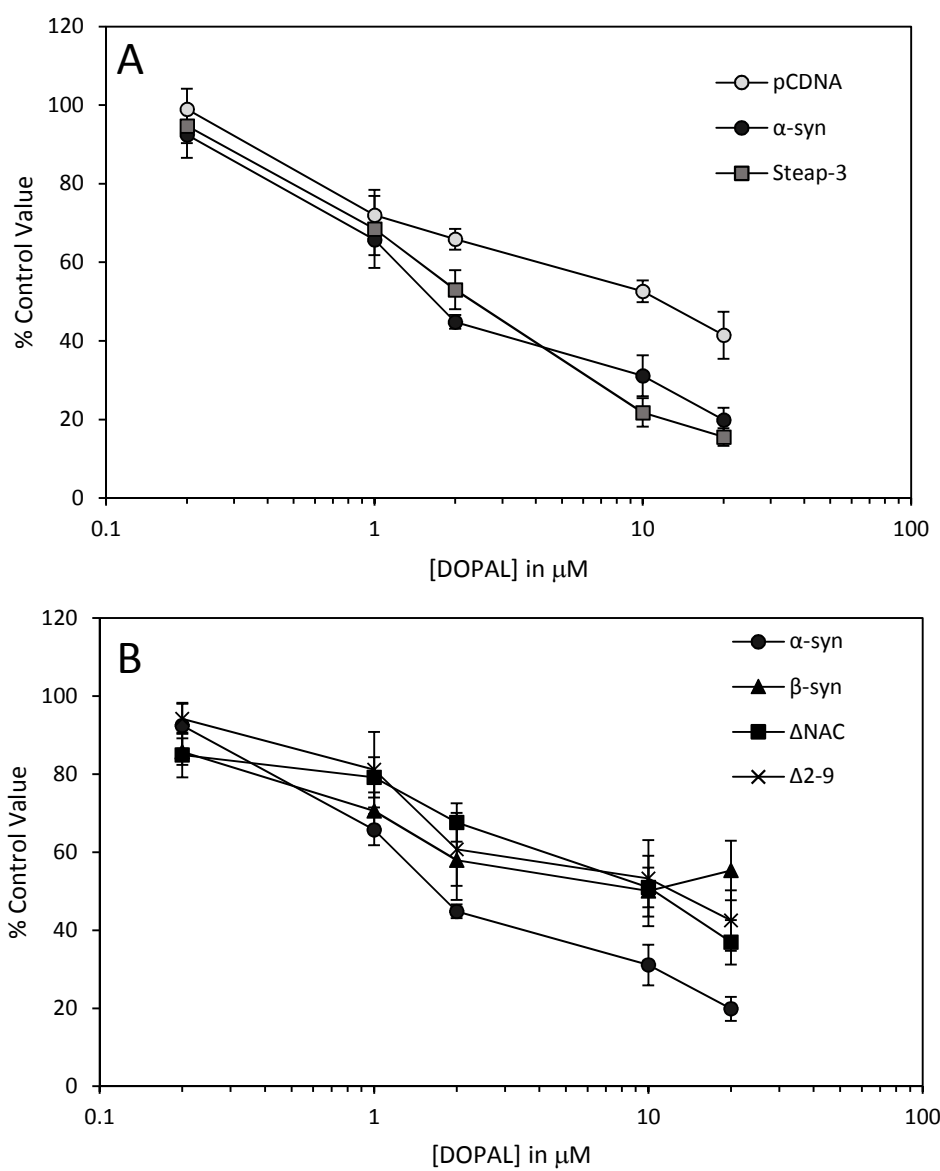 120
A
100
80
60
40
20
0
% Control Value
pCDNA
α-syn
Steap-3
0.1 1 10 100
[DOPAL] in μM
120
B
100
80
60
40
20
0
% Control Value
α-syn
β-syn
ΔNAC
Δ2-9
0.1 1 10 100
[DOPAL] in μM